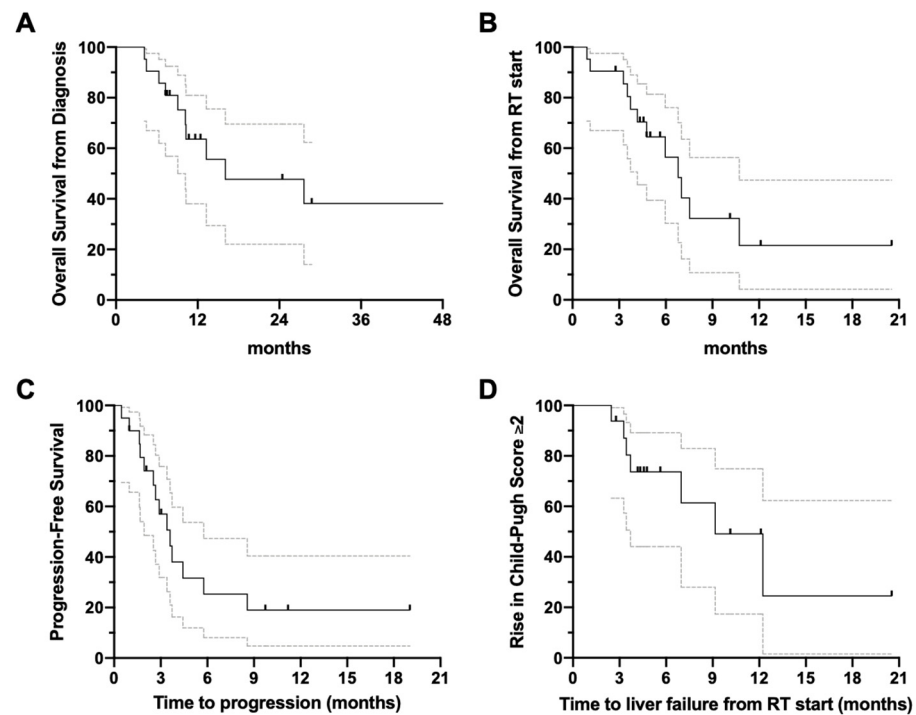 A
Overall Survival from Diagnosis
100
80
60
40
20
0
0 12 24 36 48
months
B
Overall Survival from RT start
100
80
60
40
20
0
0 3 6 9 12 15 18 21
months
C
Progression-Free Survival
100
80
60
40
20
0
0 3 6 9 12 15 18 21
Time to progression (months)
D
Rise in Child-Pugh Score ≥2
100
80
60
40
20
0
0 3 6 9 12 15 18 21
Time to liver failure from RT start (months)